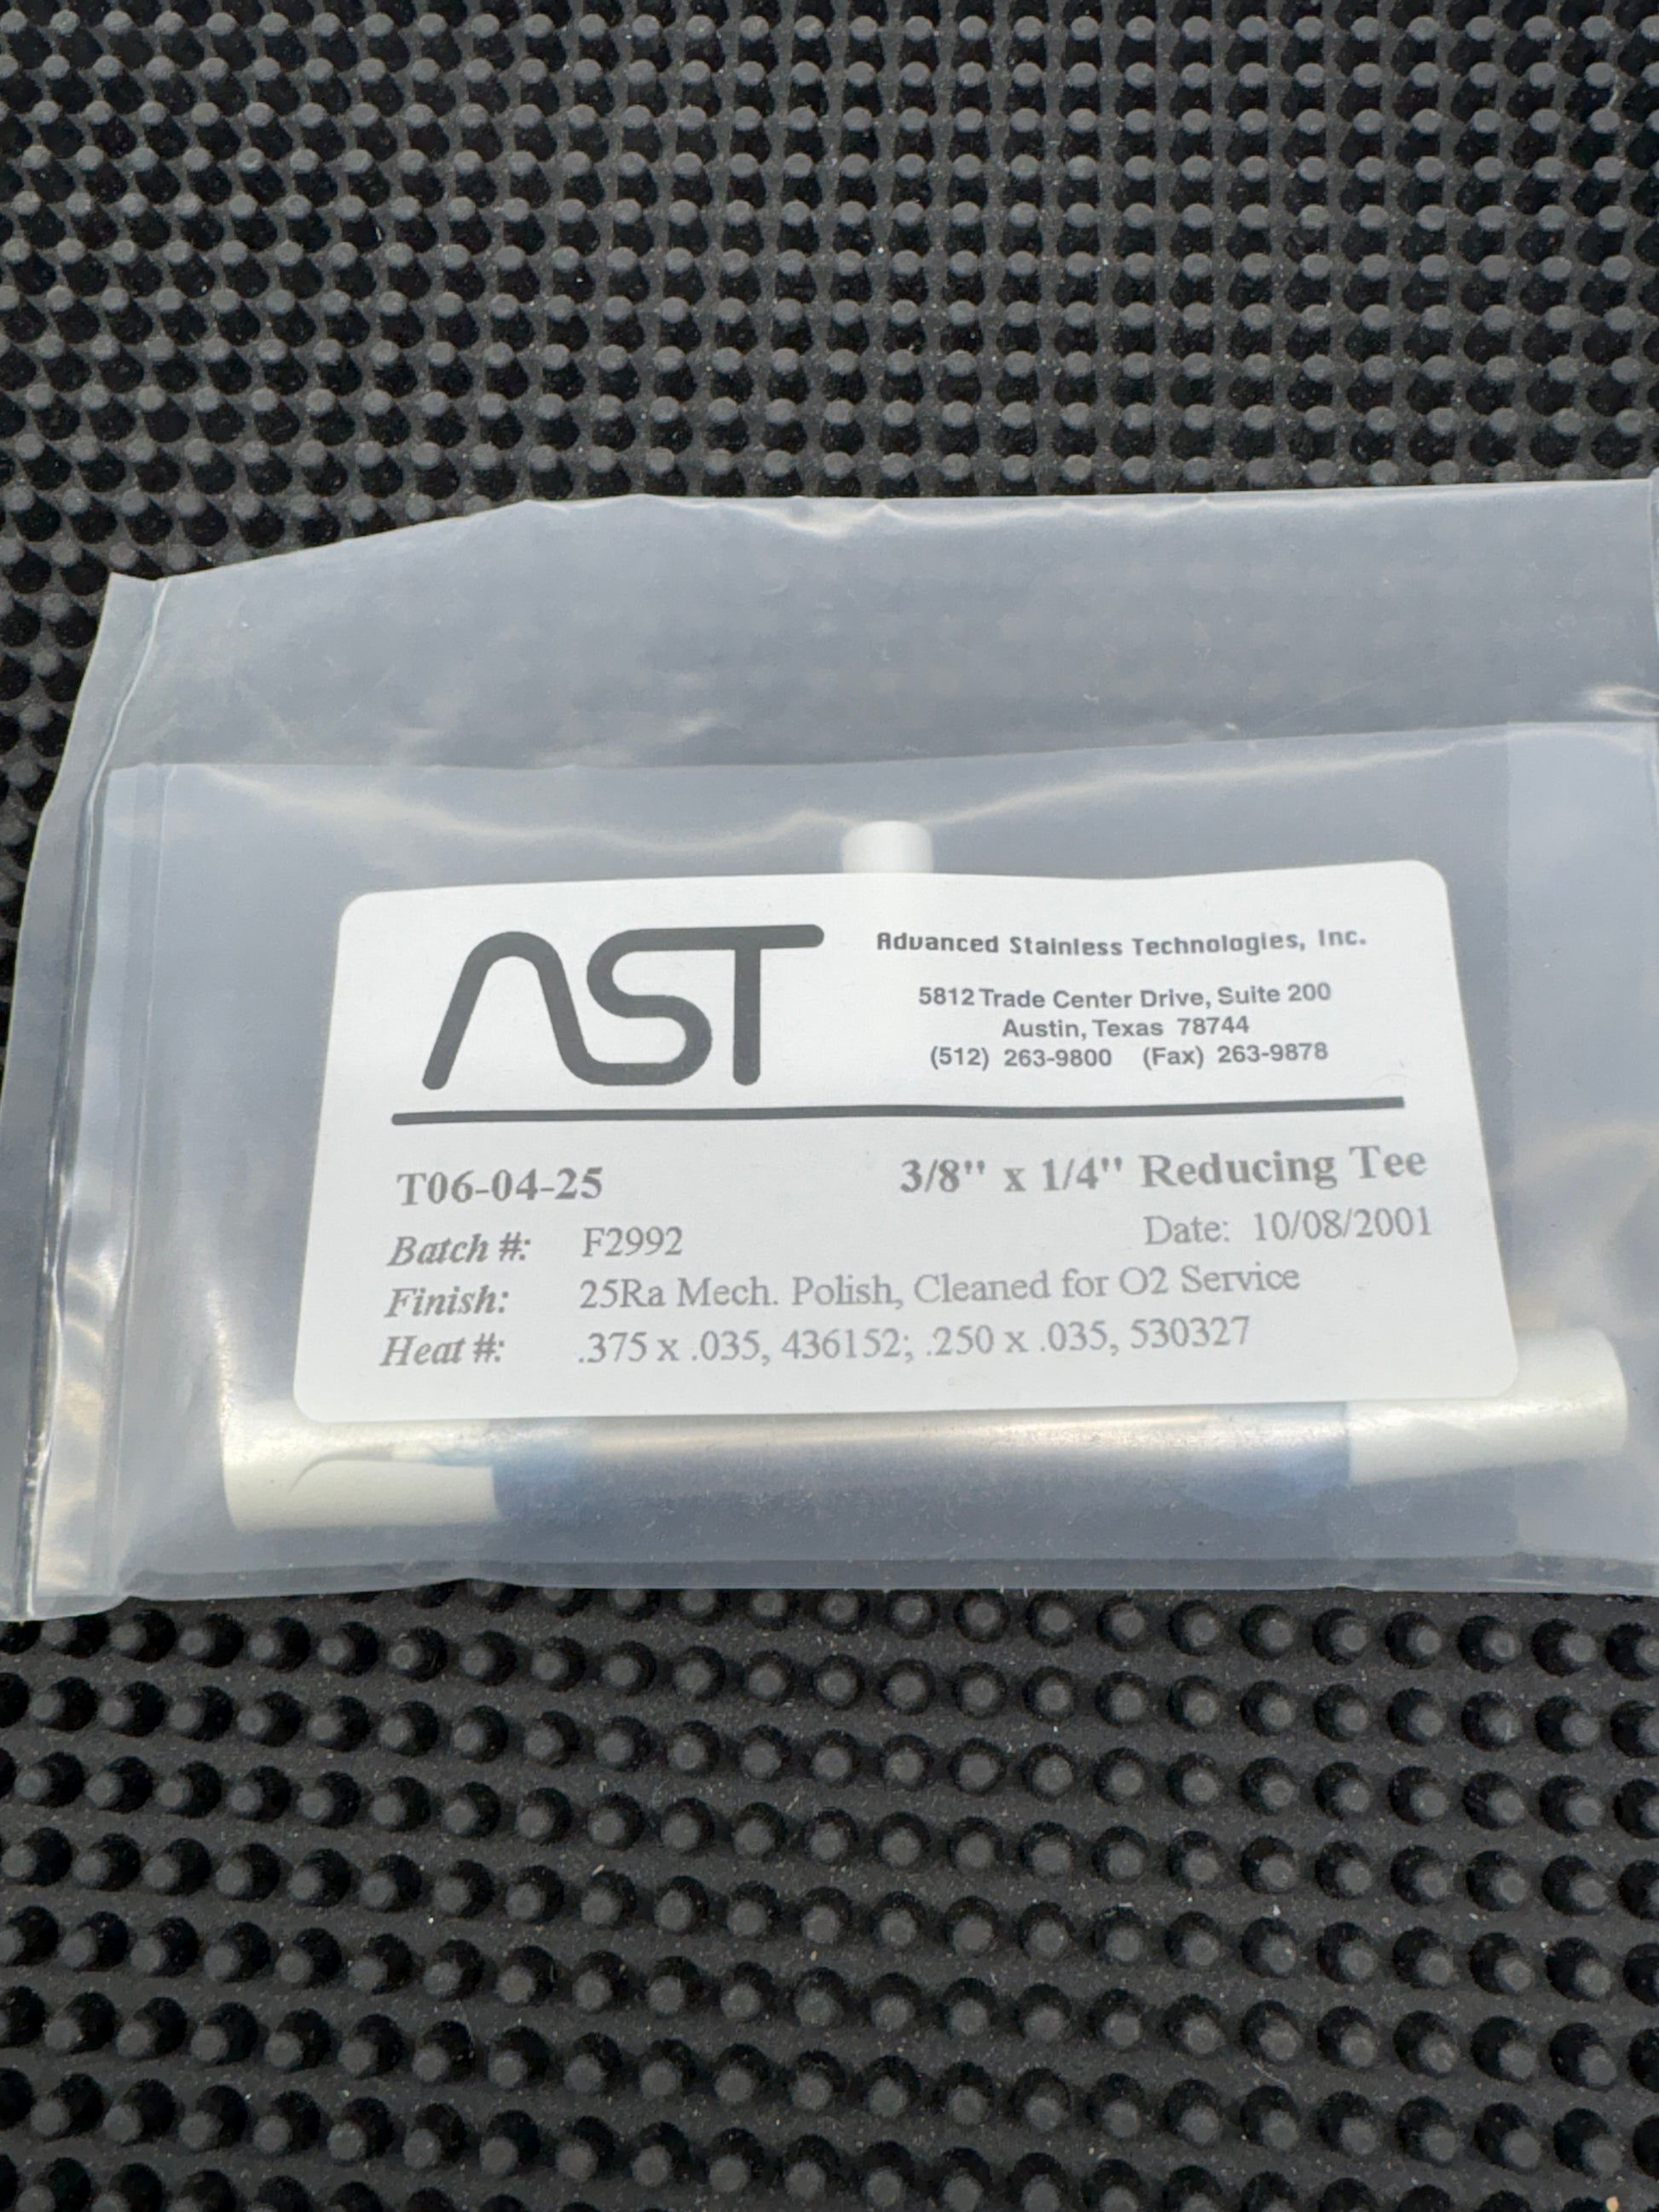 AST
Advanced Stainless Technologies, Inc.
5812 Trade Center Drive, Suite 200
Austin, Texas 78744
(512) 263-9800 (Fax) 263-9878
T06-04-25 3/8" x 1/4" Reducing Tee
Batch #: F2992 Date: 10/08/2001
Finish: 25Ra Mech. Polish, Cleaned for O2 Service
Heat #: .375 x .035, 436152; .250 x .035, 530327